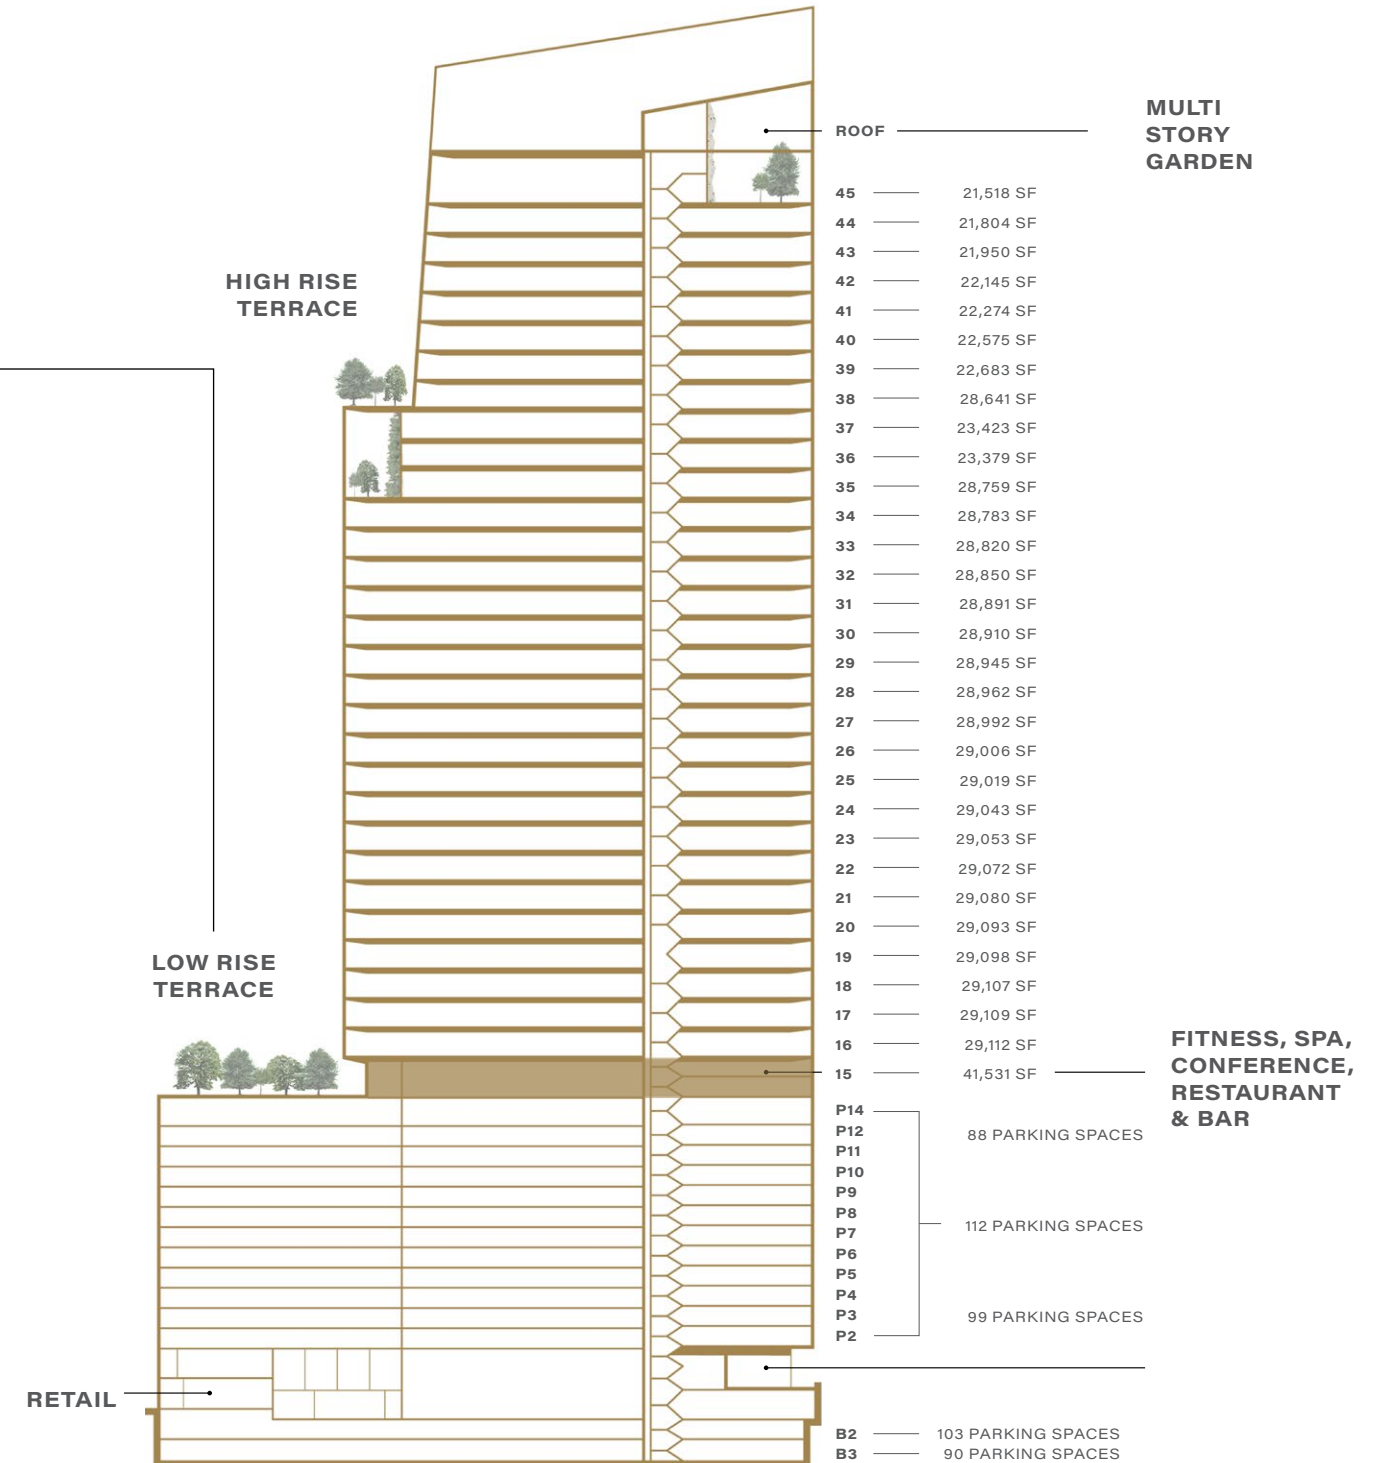 MULTI
STORY
GARDEN
ROOF
45 21,518 SF
44 21,804 SF
43 21,950 SF
42 22,145 SF
HIGH RISE
TERRACE
41 22,274 SF
40 22,575 SF
39 22,683 SF
38 28,641 SF
37 23,423 SF
36 23,379 SF
35 28,759 SF
34 28,783 SF
33 28,820 SF
32 28,850 SF
31 28,891 SF
30 28,910 SF
29 28,945 SF
28 28,962 SF
27 28,992 SF
26 29,006 SF
25 29,019 SF
24 29,043 SF
23 29,053 SF
22 29,072 SF
21 29,080 SF
20 29,093 SF
19 29,098 SF
LOW RISE
TERRACE
18 29,107 SF
17 29,109 SF
16 29,112 SF
15 41,531 SF
FITNESS, SPA,
CONFERENCE,
RESTAURANT
& BAR
P14
P12
88 PARKING SPACES
P11
P10
P9
P8
112 PARKING SPACES
P7
P6
P5
P4
P3
99 PARKING SPACES
P2
RETAIL
B2 103 PARKING SPACES
B3 90 PARKING SPACES